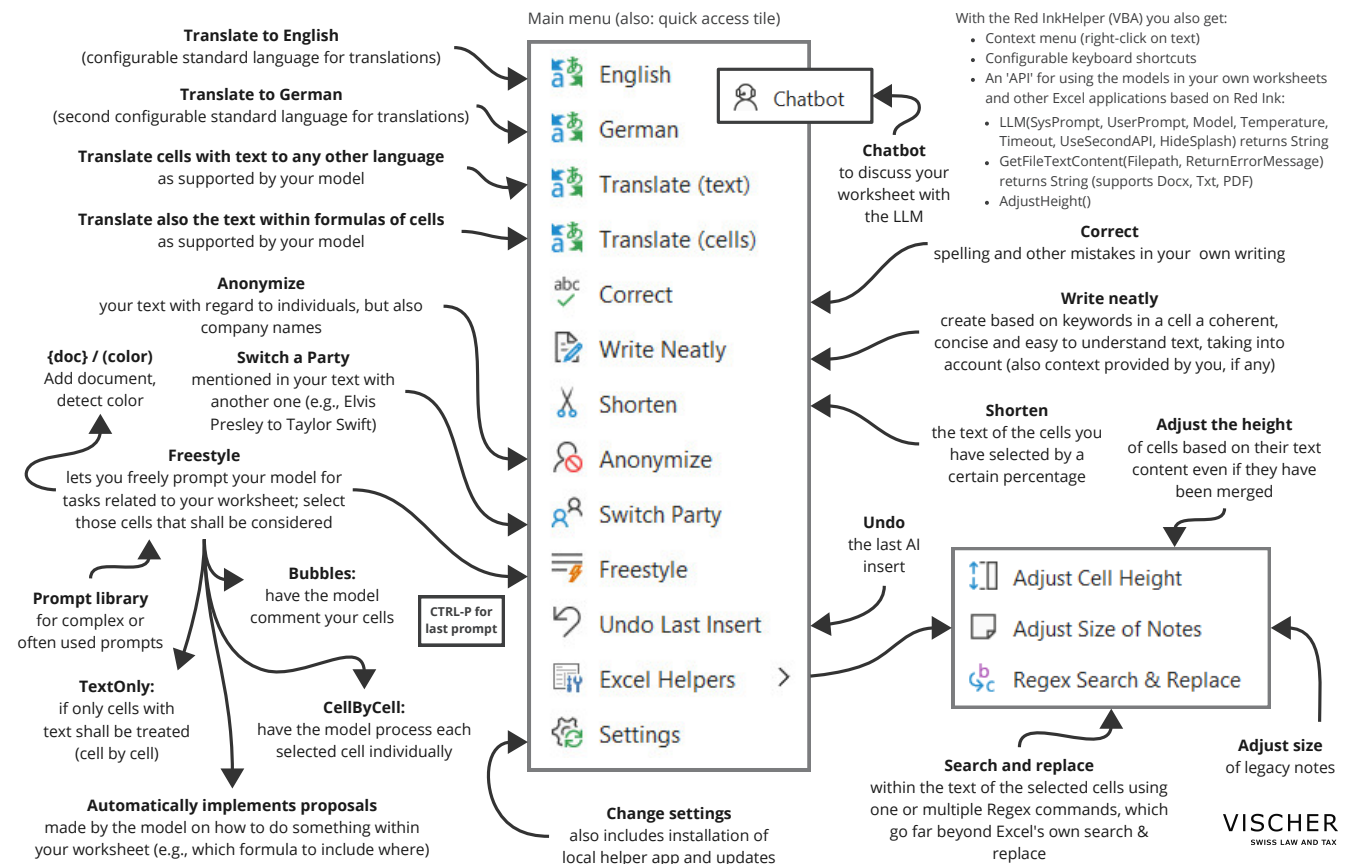 Main menu (also: quick access tile)
Translate to English
(configurable standard language for translations)
Translate to German
(second configurable standard language for translations)
Translate cells with text to any other language
as supported by your model
Translate also the text within formulas of cells
as supported by your model
Anonymize
your text with regard to individuals, but also
company names
{doc} / (color)
Add document,
detect color
Switch a Party
mentioned in your text with
another one (e.g., Elvis
Presley to Taylor Swift)
Freestyle
lets you freely prompt your model for
tasks related to your worksheet; select
those cells that shall be considered
Prompt library
for complex or
often used prompts
Bubbles:
have the model
comment your cells
CTRL-P for
last prompt
TextOnly:
if only cells with
text shall be treated
(cell by cell)
CellByCell:
have the model process each
selected cell individually
Automatically implements proposals
made by the model on how to do something within
your worksheet (e.g., which formula to include where)
English
German
Translate (text)
Translate (cells)
abc
Correct
Write Neatly
Shorten
Anonymize
Switch Party
Freestyle
Undo Last Insert
Excel Helpers
Settings
Change settings
also includes installation of
local helper app and updates
Chatbot
Chatbot
to discuss your
worksheet with
the LLM
With the Red InkHelper (VBA) you also get:
• Context menu (right-click on text)
• Configurable keyboard shortcuts
• An 'API' for using the models in your own worksheets
and other Excel applications based on Red Ink:
• LLM(SysPrompt, UserPrompt, Model, Temperature,
Timeout, UseSecondAPI, HideSplash) returns String
• GetFileTextContent(Filepath, ReturnErrorMessage)
returns String (supports Docx, Txt, PDF)
• AdjustHeight()
Correct
spelling and other mistakes in your own writing
Write neatly
create based on keywords in a cell a coherent,
concise and easy to understand text, taking into
account (also context provided by you, if any)
Shorten
the text of the cells you
have selected by a
certain percentage
Adjust the height
of cells based on their text
content even if they have
been merged
Undo
the last AI
insert
Adjust Cell Height
Adjust Size of Notes
Regex Search & Replace
Search and replace
within the text of the selected cells using
one or multiple Regex commands, which
go far beyond Excel's own search &
replace
Adjust size
of legacy notes
VISCHER
SWISS LAW AND TAX